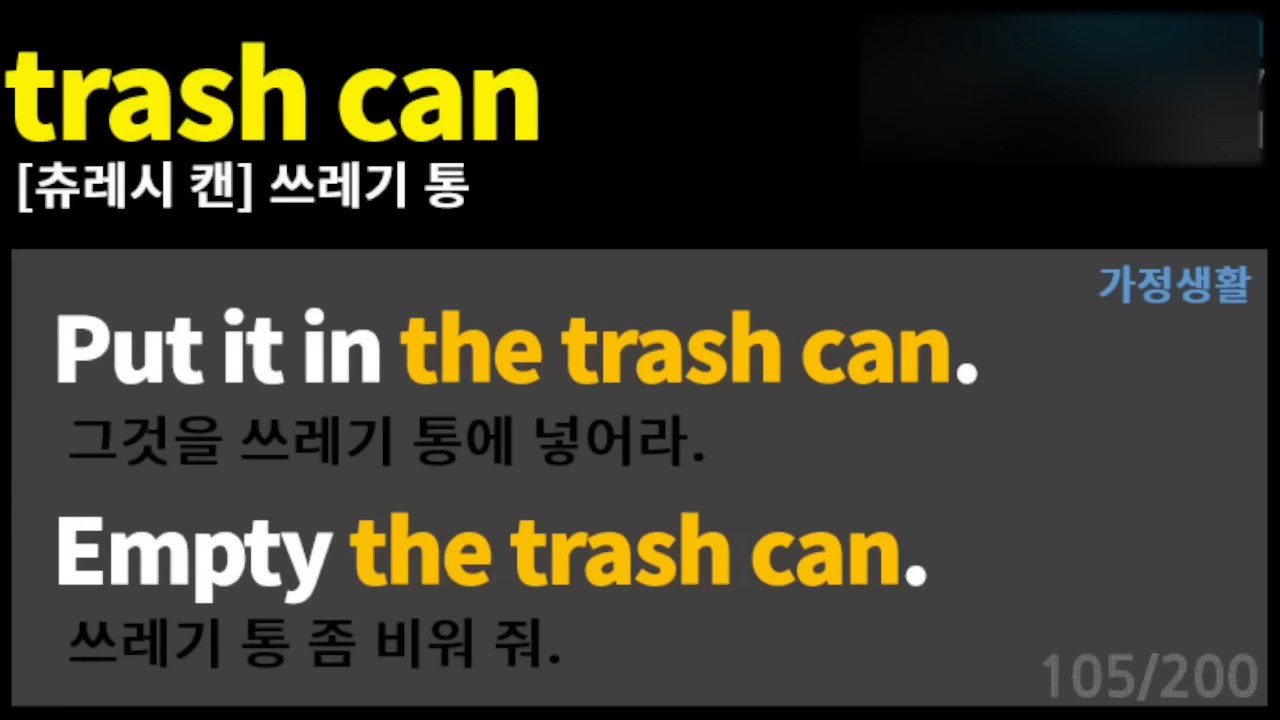 trash can
[츄레시 캔] 쓰레기 통
가정생활
Put it in the trash can.
그것을 쓰레기 통에 넣어라.
Empty the trash can.
쓰레기 통 좀 비워 줘.
105/200